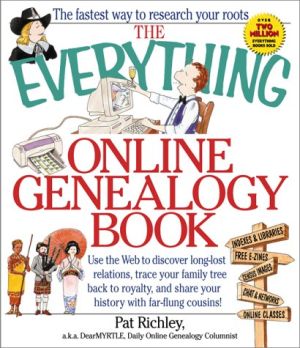 The fastest way to research your roots
THE
EVERYTHING
OVER
TWO
MILLION
EVERYTHING
BOOKS SOLD
ONLINE
GENEALOGY
BOOK
Use the Web to discover long-lost
relations, trace your family tree
back to royalty, and share your
history with far-flung cousins!
INDEXES & LIBRARIES
FREE E-ZINES
CENSUS IMAGES
CHAT & NETWORKS
ONLINE CLASSES
Pat Richley,
a.k.a. DearMYRTLE, Daily Online Genealogy Columnist